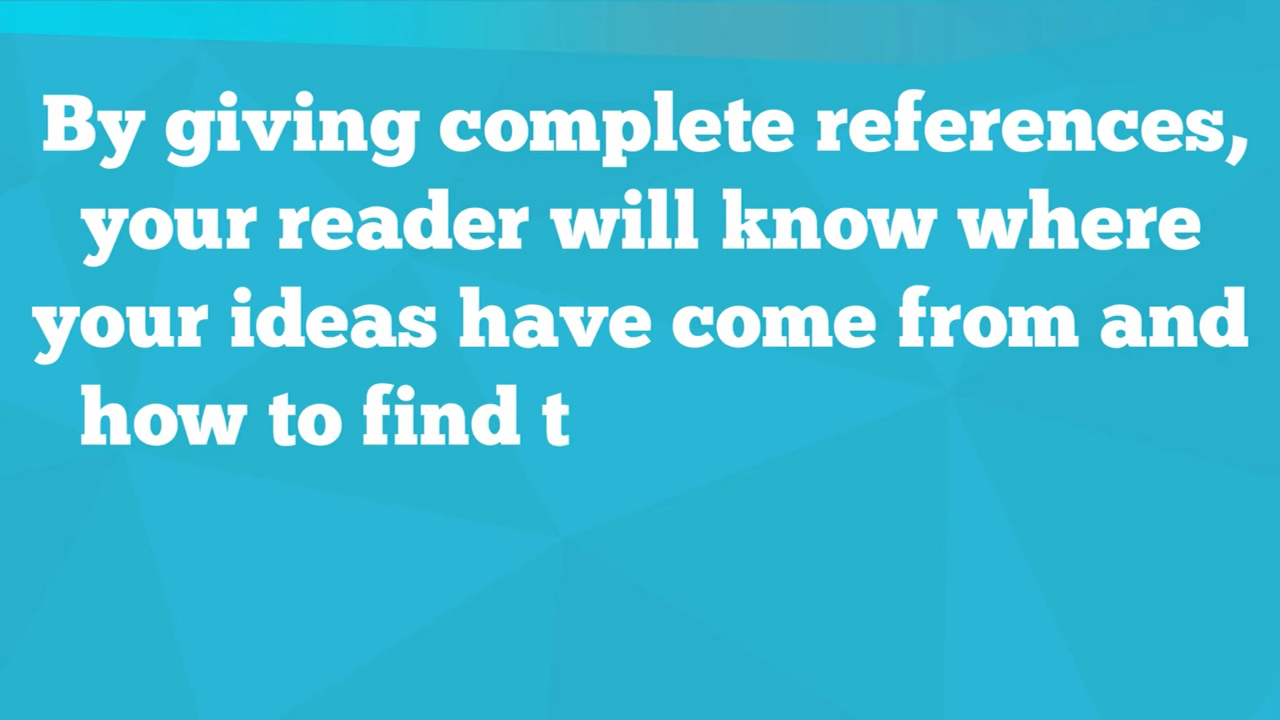 By giving complete references,
your reader will know where
your ideas have come from and
how to find t